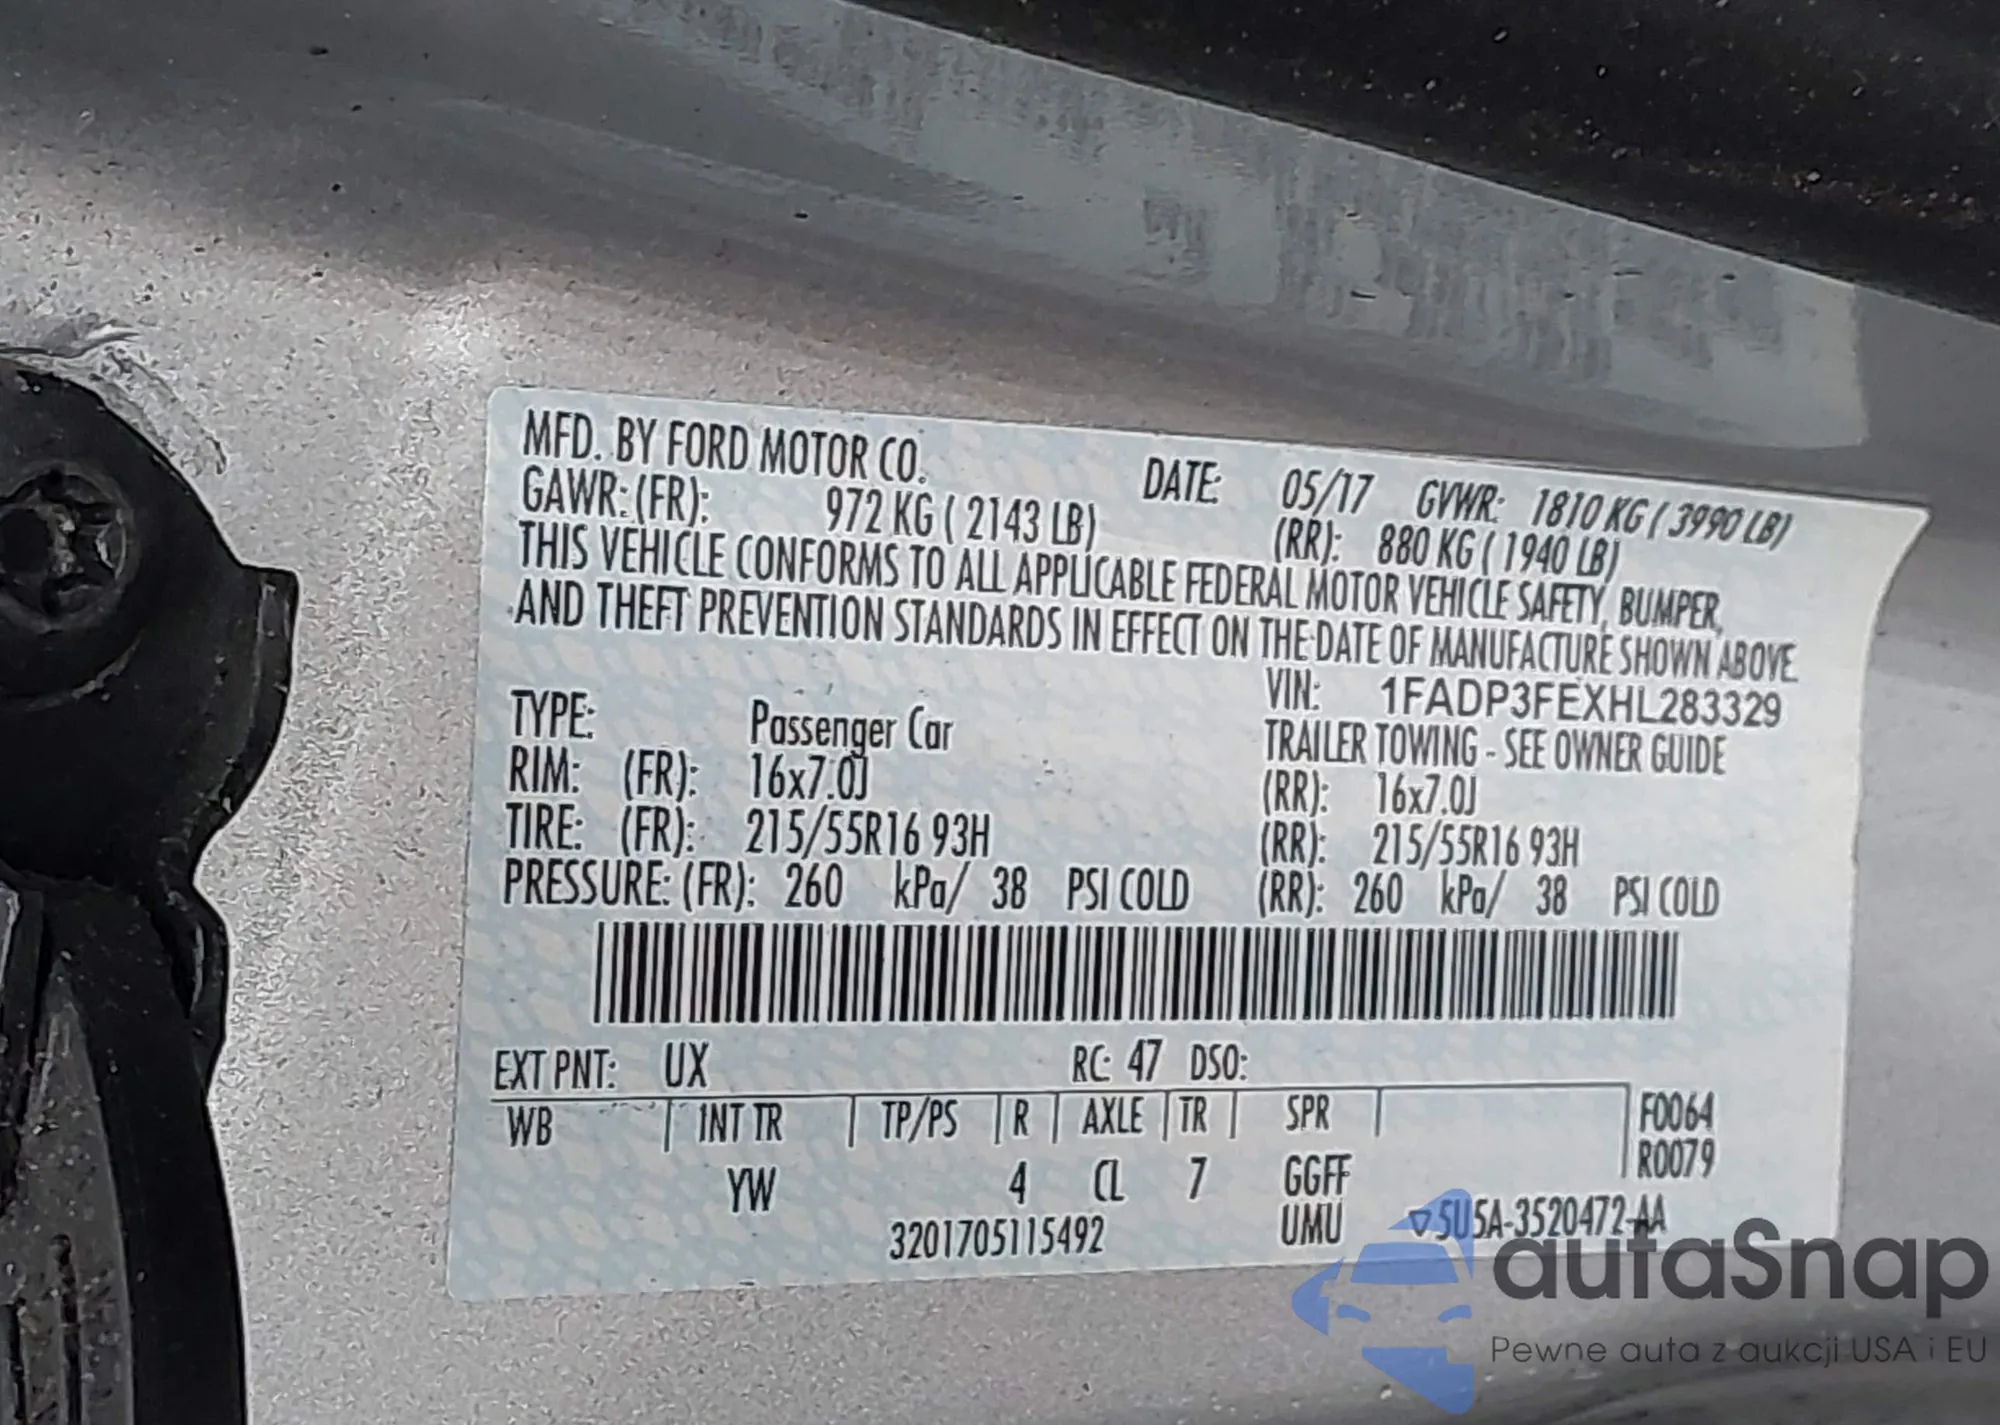 MFD. BY FORD MOTOR CO. DATE: 05/17 GVWR: 1810 KG ( 3990 LB)
GAWR: (FR): 972 KG ( 2143 LB) (RR): 880 KG ( 1940 LB)
THIS VEHICLE CONFORMS TO ALL APPLICABLE FEDERAL MOTOR VEHICLE SAFETY, BUMPER,
AND THEFT PREVENTION STANDARDS IN EFFECT ON THE DATE OF MANUFACTURE SHOWN ABOVE.
VIN: 1FADP3FEXHL283329
TYPE: Passenger Car TRAILER TOWING - SEE OWNER GUIDE
RIM: (FR): 16x7.0J (RR): 16x7.0J
TIRE: (FR): 215/55R16 93H (RR): 215/55R16 93H
PRESSURE: (FR): 260 kPa/ 38 PSI COLD (RR): 260 kPa/ 38 PSI COLD
EXT PNT: UX RC: 47 DSO:
WB INT TR TP/PS R AXLE TR SPR F0064
R0079
YW 4 CL 7 GGFF
3201705115492 UMU ▽5U5A-3520472-AA
autaSnap
Pewne auta z aukcji USA i EU